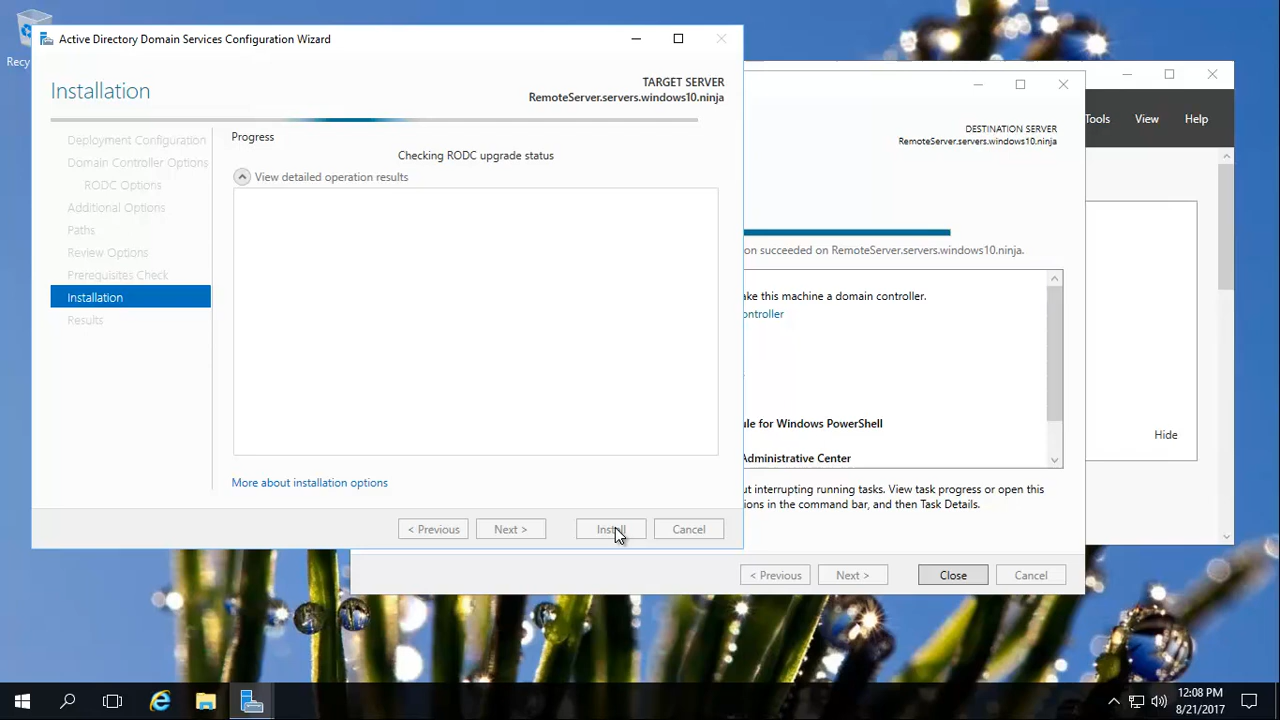 Recy
Active Directory Domain Services Configuration Wizard
Installation
TARGET SERVER
RemoteServer.servers.windows10.ninja
Deployment Configuration
Domain Controller Options
RODC Options
Additional Options
Paths
Review Options
Prerequisites Check
Installation
Results
Progress
Checking RODC upgrade status
View detailed operation results
More about installation options
< Previous
Next >
Install
Cancel
DESTINATION SERVER
RemoteServer.servers.windows10.ninja
on succeeded on RemoteServer.servers.windows10.ninja.
ake this machine a domain controller.
ontroller
ule for Windows PowerShell
Administrative Center
ut interrupting running tasks. View task progress or open this
ons in the command bar, and then Task Details.
< Previous
Next >
Close
Cancel
Tools
View
Help
Hide
12:08 PM
8/21/2017